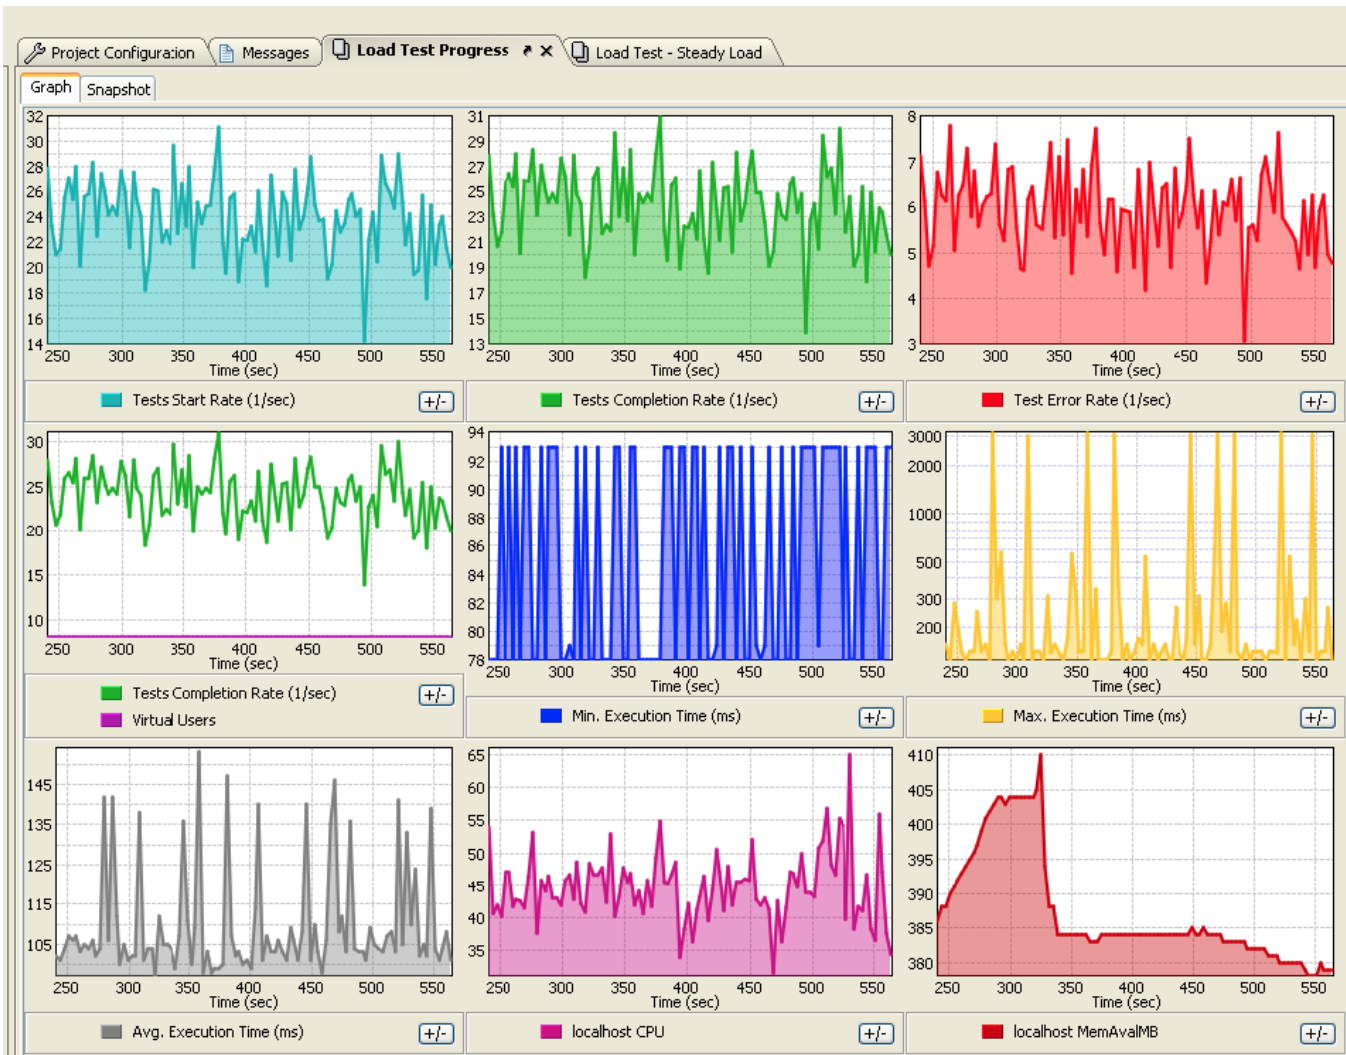 Project Configuration Messages Load Test Progress Load Test - Steady Load
Graph Snapshot
32
30
28
26
24
22
20
18
16
14
250 300 350 400 450 500 550
Time (sec)
Tests Start Rate (1/sec) +/-
31
29
27
25
23
21
19
17
15
13
250 300 350 400 450 500 550
Time (sec)
Tests Completion Rate (1/sec) +/-
8
7
6
5
4
3
250 300 350 400 450 500 550
Time (sec)
Test Error Rate (1/sec) +/-
30
25
20
15
10
250 300 350 400 450 500 550
Time (sec)
Tests Completion Rate (1/sec) +/-
Virtual Users
94
92
90
88
86
84
82
80
78
250 300 350 400 450 500 550
Time (sec)
Min. Execution Time (ms) +/-
3000
2000
1000
500
300
200
250 300 350 400 450 500 550
Time (sec)
Max. Execution Time (ms) +/-
145
135
125
115
105
250 300 350 400 450 500 550
Time (sec)
Avg. Execution Time (ms) +/-
65
60
55
50
45
40
35
250 300 350 400 450 500 550
Time (sec)
localhost CPU +/-
410
405
400
395
390
385
380
250 300 350 400 450 500 550
Time (sec)
localhost MemAvalMB +/-